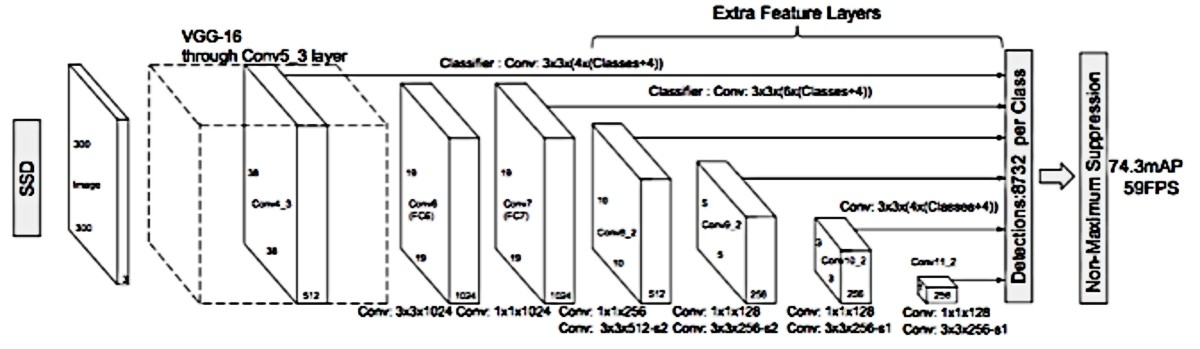 Extra Feature Layers
VGG-16
through Conv5_3 layer
Classifier : Conv: 3x3x(4x(Classes+4))
Classifier : Conv: 3x3x(6x(Classes+4))
SSD
300
Image
300
3
38
Conv4_3
38
512
19
Conv6
(FC6)
19
1024
19
Conv7
(FC7)
19
1024
10
Conv8_2
10
512
5
Conv9_2
5
256
Conv: 3x3x(4x(Classes+4))
3
Conv10_2
3
256
Conv11_2
256
Detections:8732 per Class
Non-Maximum Suppression
74.3mAP
59FPS
Conv: 3x3x1024
Conv: 1x1x1024
Conv: 1x1x256
Conv: 3x3x512-s2
Conv: 1x1x128
Conv: 3x3x256-s2
Conv: 1x1x128
Conv: 3x3x256-s1
Conv: 1x1x128
Conv: 3x3x256-s1